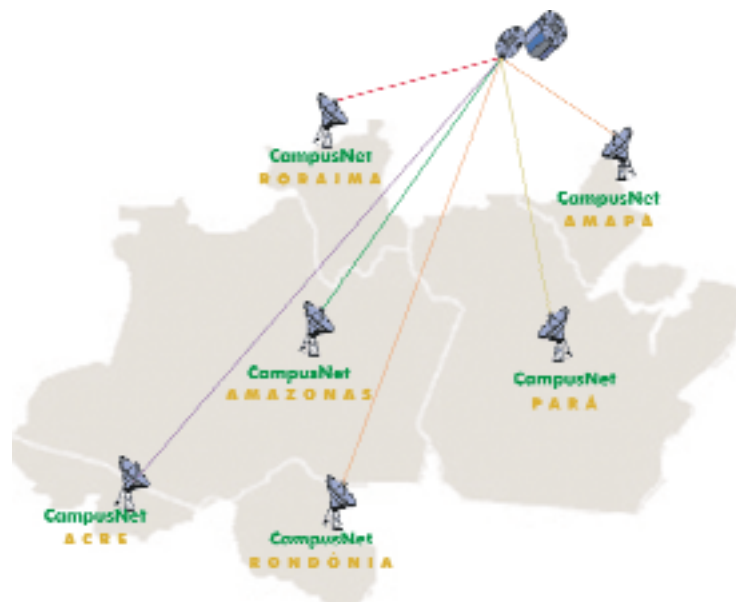 CampusNet
RORAIMA
CampusNet
AMAPÁ
CampusNet
AMAZONAS
CampusNet
PARÁ
CampusNet
ACRE
CampusNet
RONDÔNIA